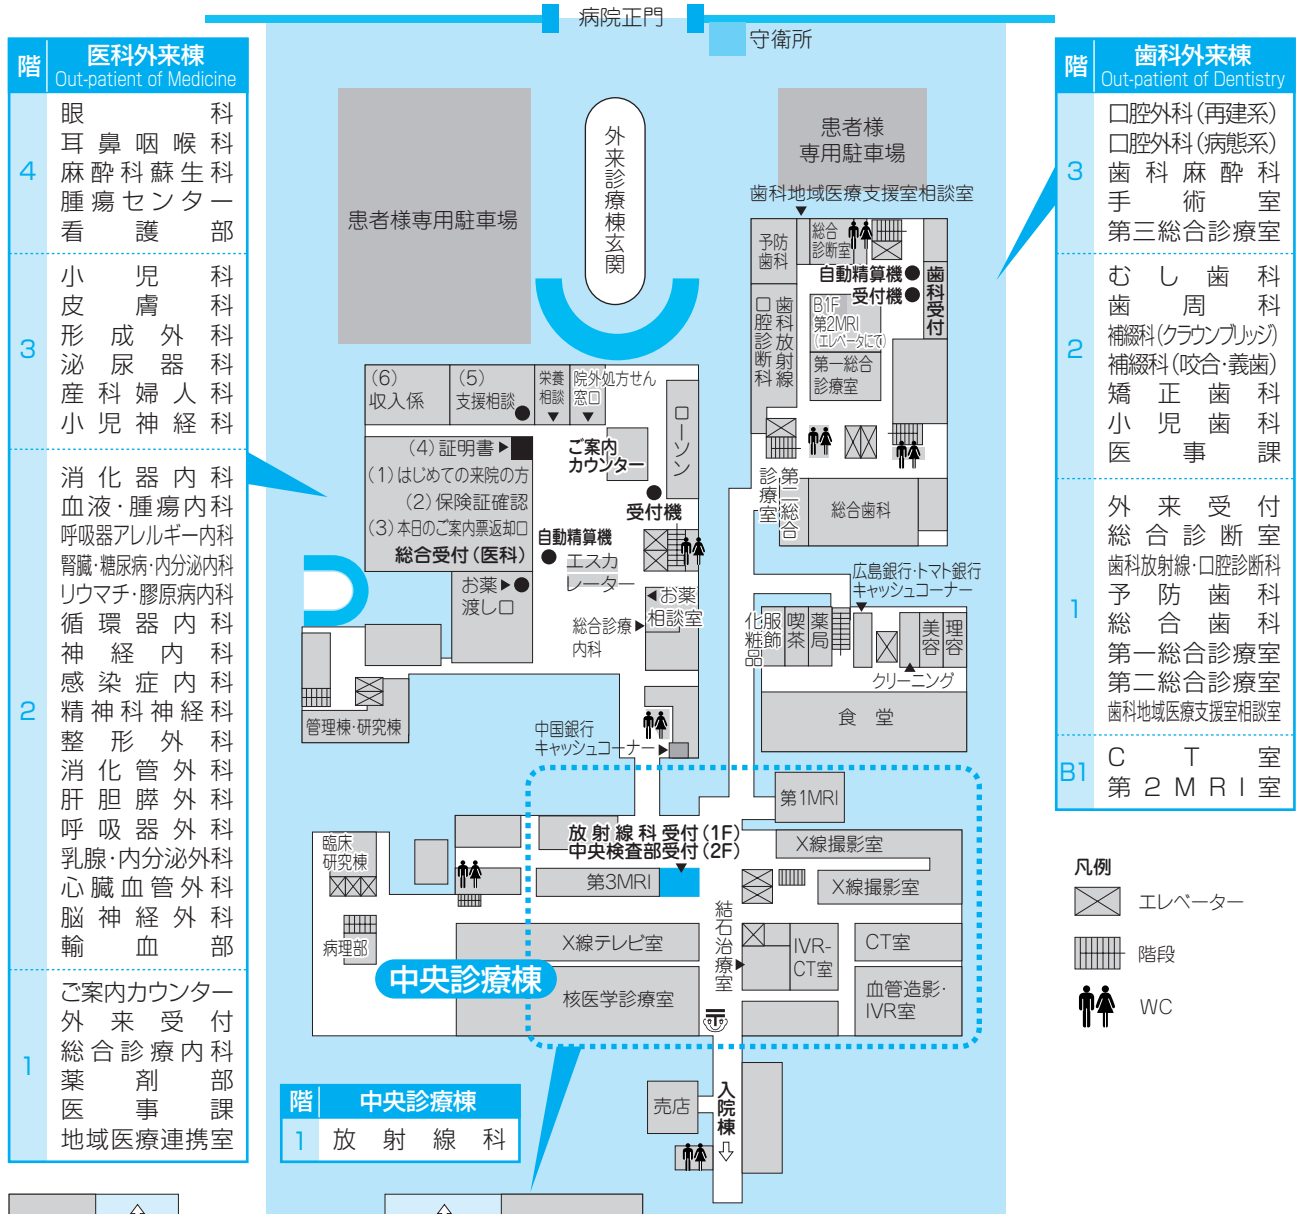 病院正門
守衛所
階
医科外来棟
Out-patient of Medicine
4
眼科
耳鼻咽喉科
麻酔科蘇生科
腫瘍センター
看護部
3
小児科
皮膚科
形成外科
泌尿器科
産科婦人科
小児神経科
2
消化器内科
血液・腫瘍内科
呼吸器アレルギー内科
腎臓・糖尿病・内分泌内科
リウマチ・膠原病内科
循環器内科
神経内科
感染症内科
精神科神経科
整形外科
消化管外科
肝胆膵外科
呼吸器外科
乳腺・内分泌外科
心臓血管外科
脳神経外科
輸血部
1
ご案内カウンター
外来受付
総合診療内科
薬剤部
医事課
地域医療連携室
階
歯科外来棟
Out-patient of Dentistry
3
口腔外科(再建系)
口腔外科(病態系)
歯科麻酔科
手術室
第三総合診療室
2
むし歯科
歯周科
補綴科(クラウンブリッジ)
補綴科(咬合・義歯)
矯正歯科
小児歯科
医事課
1
外来受付
総合診断室
歯科放射線・口腔診断科
予防歯科
総合歯科
第一総合診療室
第二総合診療室
歯科地域医療支援室相談室
B1
CT室
第2MRI室
凡例
エレベーター
階段
WC
患者様専用駐車場
外来診療棟玄関
患者様
専用駐車場
歯科地域医療支援室相談室
予防
歯科
総合
診断室
自動精算機
受付機
歯科受付
歯科放射線
口腔診断科
B1F
第2MRI
(エレベータにて)
第一総合
診療室
第二総合
診療室
総合歯科
(6)
収入係
(5)
支援相談
栄養
相談
院外処方せん
窓口
ローソン
(4)証明書
(1)はじめての来院の方
(2)保険証確認
(3)本日のご案内票返却口
総合受付(医科)
ご案内
カウンター
受付機
自動精算機
エスカ
レーター
お薬
渡し口
お薬
相談室
総合診療
内科
管理棟・研究棟
中国銀行
キャッシュコーナー
広島銀行・トマト銀行
キャッシュコーナー
服飾
化粧品
喫茶
薬局
美容
理容
クリーニング
食堂
第1MRI
放射線科受付(1F)
中央検査部受付(2F)
第3MRI
X線撮影室
X線撮影室
臨床
研究棟
病理部
X線テレビ室
中央診療棟
核医学診療室
結石治療室
IVR-
CT室
CT室
血管造影・
IVR室
〒
売店
入院棟
階
中央診療棟
1
放射線科